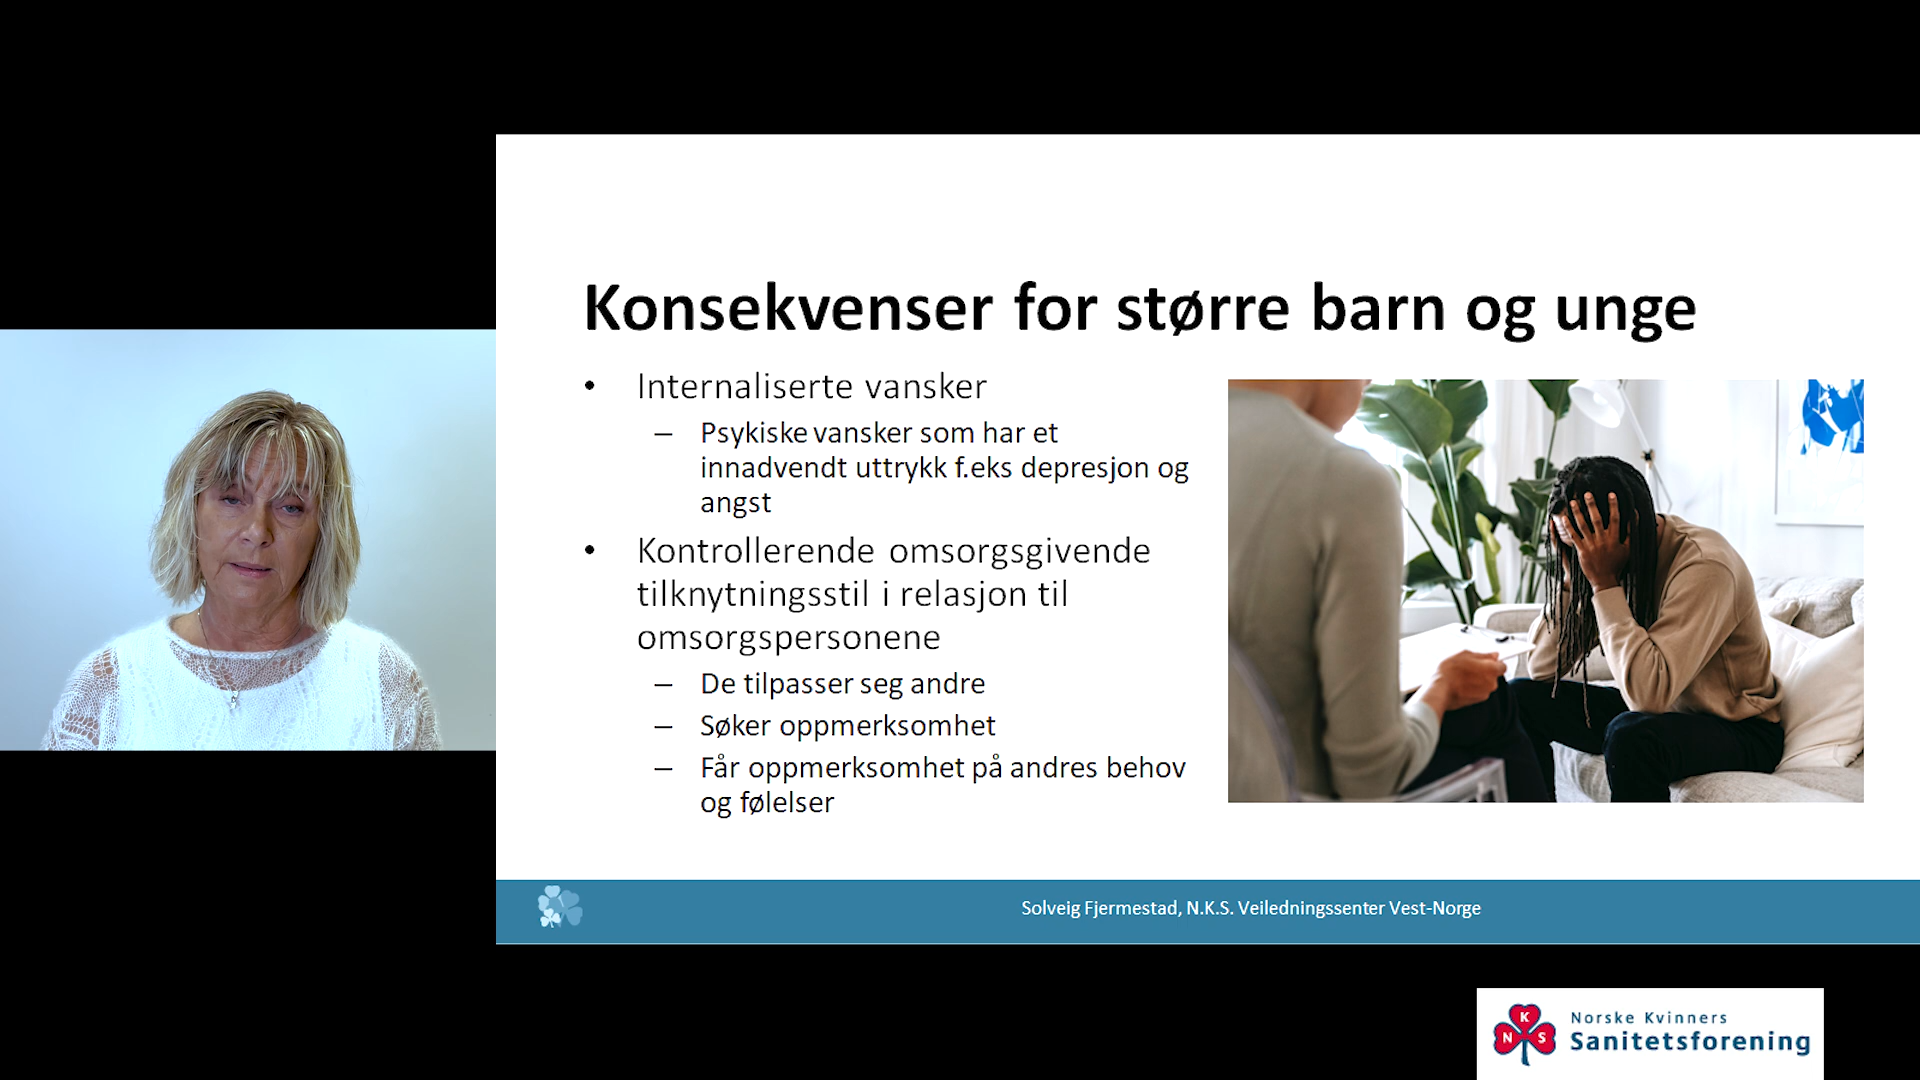 Konsekvenser for større barn og unge
• Internaliserte vansker
– Psykiske vansker som har et
innadvendt uttrykk f.eks depresjon og
angst
• Kontrollerende omsorgsgivende
tilknytningsstil i relasjon til
omsorgspersonene
– De tilpasser seg andre
– Søker oppmerksomhet
– Får oppmerksomhet på andres behov
og følelser
Solveig Fjermestad, N.K.S. Veiledningssenter Vest-Norge
N K S
Norske Kvinners
Sanitetsforening